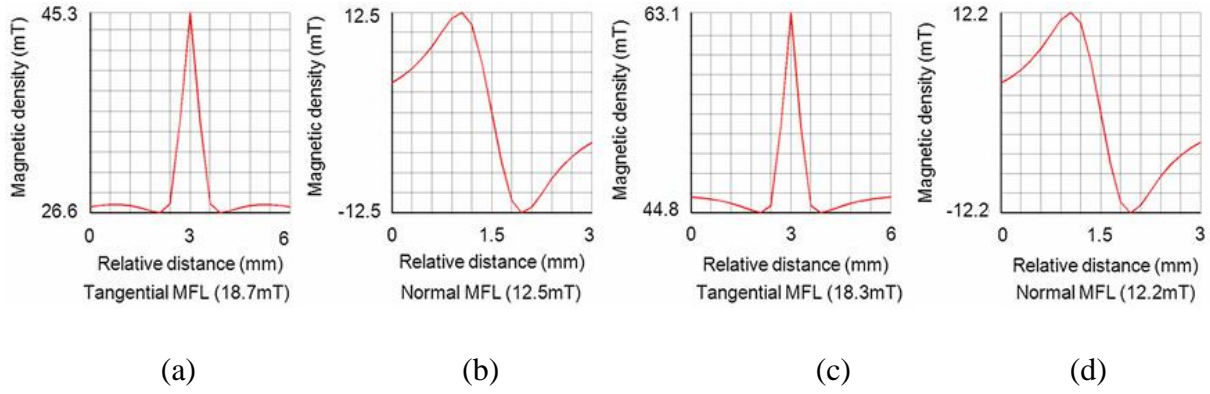 Magnetic density (mT)
45.3
26.6
0 3 6
Relative distance (mm)
Tangential MFL (18.7mT)
(a)
Magnetic density (mT)
12.5
-12.5
0 1.5 3
Relative distance (mm)
Normal MFL (12.5mT)
(b)
Magnetic density (mT)
63.1
44.8
0 3 6
Relative distance (mm)
Tangential MFL (18.3mT)
(c)
Magnetic density (mT)
12.2
-12.2
0 1.5 3
Relative distance (mm)
Normal MFL (12.2mT)
(d)